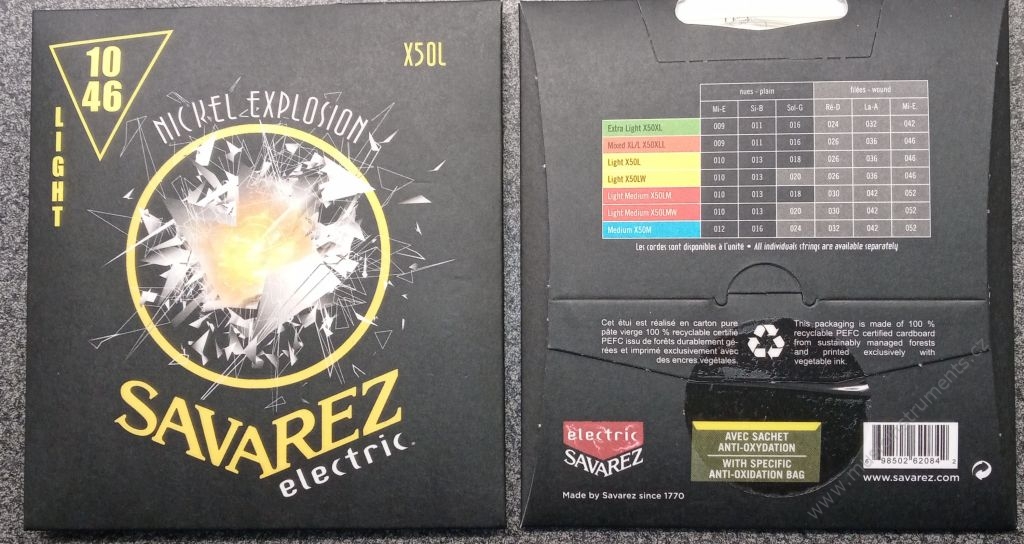 10
46
LIGHT
X50L
NICKEL EXPLOSION
SAVAREZ
electric
nues - plain filées - wound
Mi-E Si-B Sol-G Ré-D La-A Mi-E
Extra Light X50XL 009 011 016 024 032 042
Mixed XL/L X50XLL 009 011 016 026 036 046
Light X50L 010 013 018 026 036 046
Light X50LW 010 013 020 026 036 046
Light Medium X50LM 010 013 018 030 042 052
Light Medium X50LMW 010 013 020 030 042 052
Medium X50M 012 016 024 032 042 052
Les cordes sont disponibles à l'unité • All individuals strings are available separately
Cet étui est réalisé en carton pure
pâte vierge 100 % recyclable certifié
PEFC issu de forêts durablement gé-
rées et imprimé exclusivement avec
des encres végétales.
This packaging is made of 100 %
recyclable PEFC certified cardboard
from sustainably managed forests
and printed exclusively with
vegetable ink.
electric
SAVAREZ
Made by Savarez since 1770
AVEC SACHET
ANTI-OXYDATION
WITH SPECIFIC
ANTI-OXIDATION BAG
6 98502 62084 2
www.savarez.com